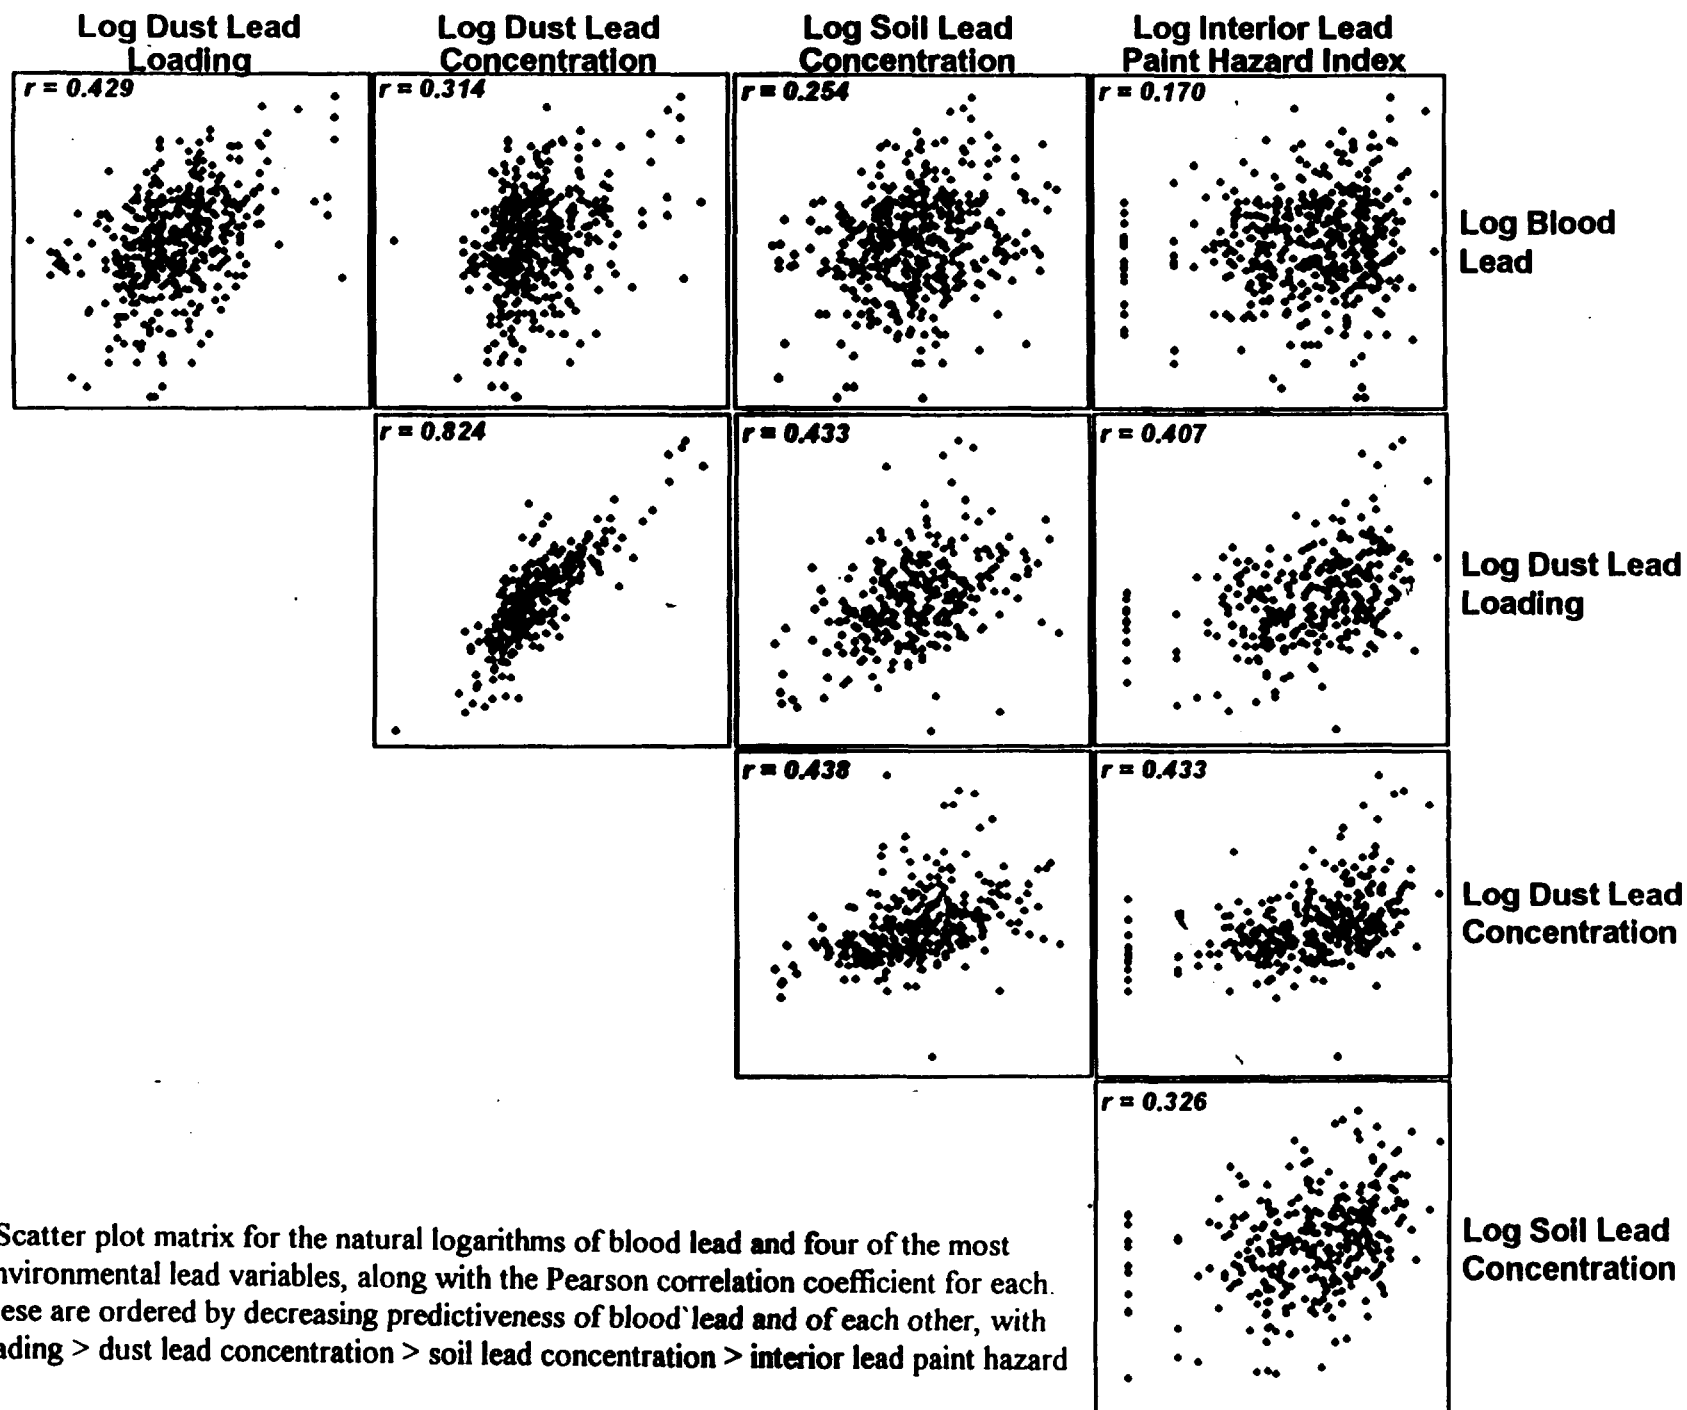 Log Dust Lead
Loading
Log Dust Lead
Concentration
Log Soil Lead
Concentration
Log Interior Lead
Paint Hazard Index
r = 0.429
r = 0.314
r = 0.254
r = 0.170
Log Blood
Lead
r = 0.824
r = 0.433
r = 0.407
Log Dust Lead
Loading
r = 0.438
r = 0.433
Log Dust Lead
Concentration
r = 0.326
Log Soil Lead
Concentration
Scatter plot matrix for the natural logarithms of blood lead and four of the most
nvironmental lead variables, along with the Pearson correlation coefficient for each.
ese are ordered by decreasing predictiveness of blood lead and of each other, with
ading > dust lead concentration > soil lead concentration > interior lead paint hazard